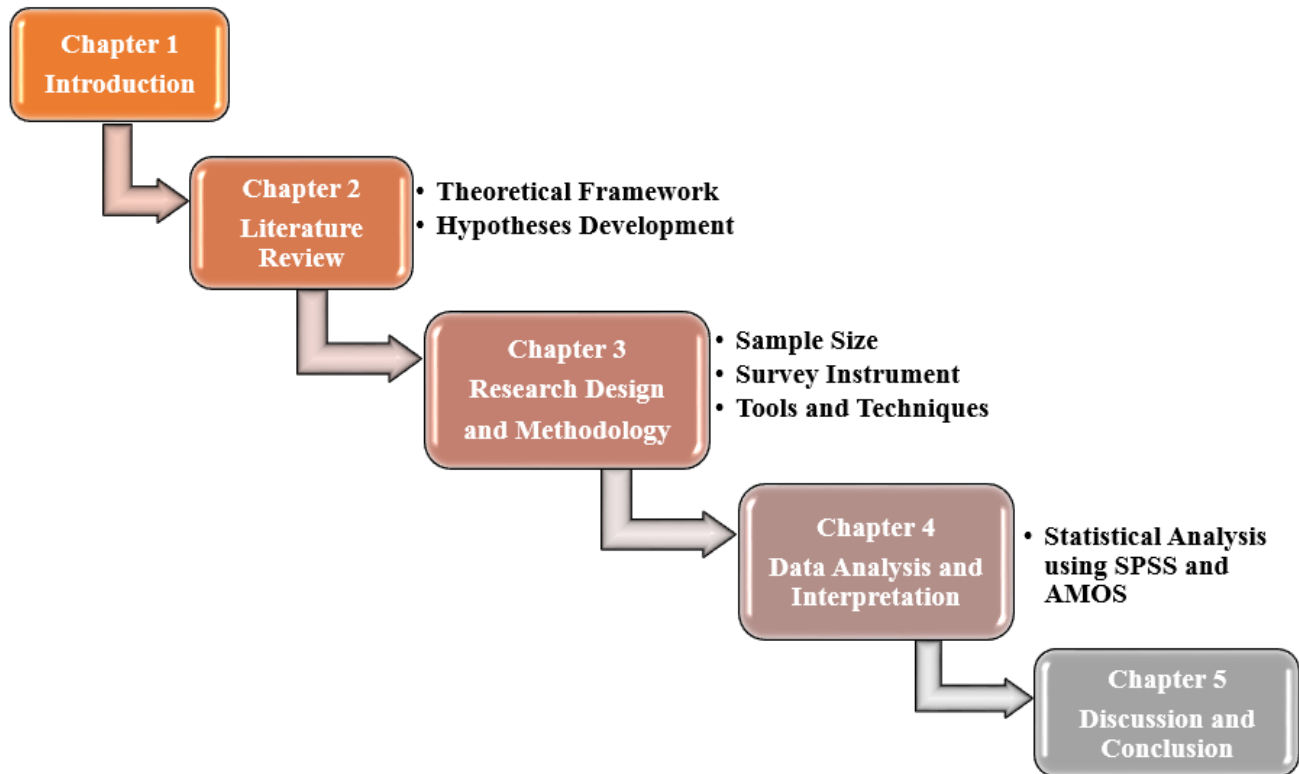 Chapter 1
Introduction
Chapter 2
Literature
Review
• Theoretical Framework
• Hypotheses Development
Chapter 3
Research Design
and Methodology
• Sample Size
• Survey Instrument
• Tools and Techniques
Chapter 4
Data Analysis and
Interpretation
• Statistical Analysis
using SPSS and
AMOS
Chapter 5
Discussion and
Conclusion